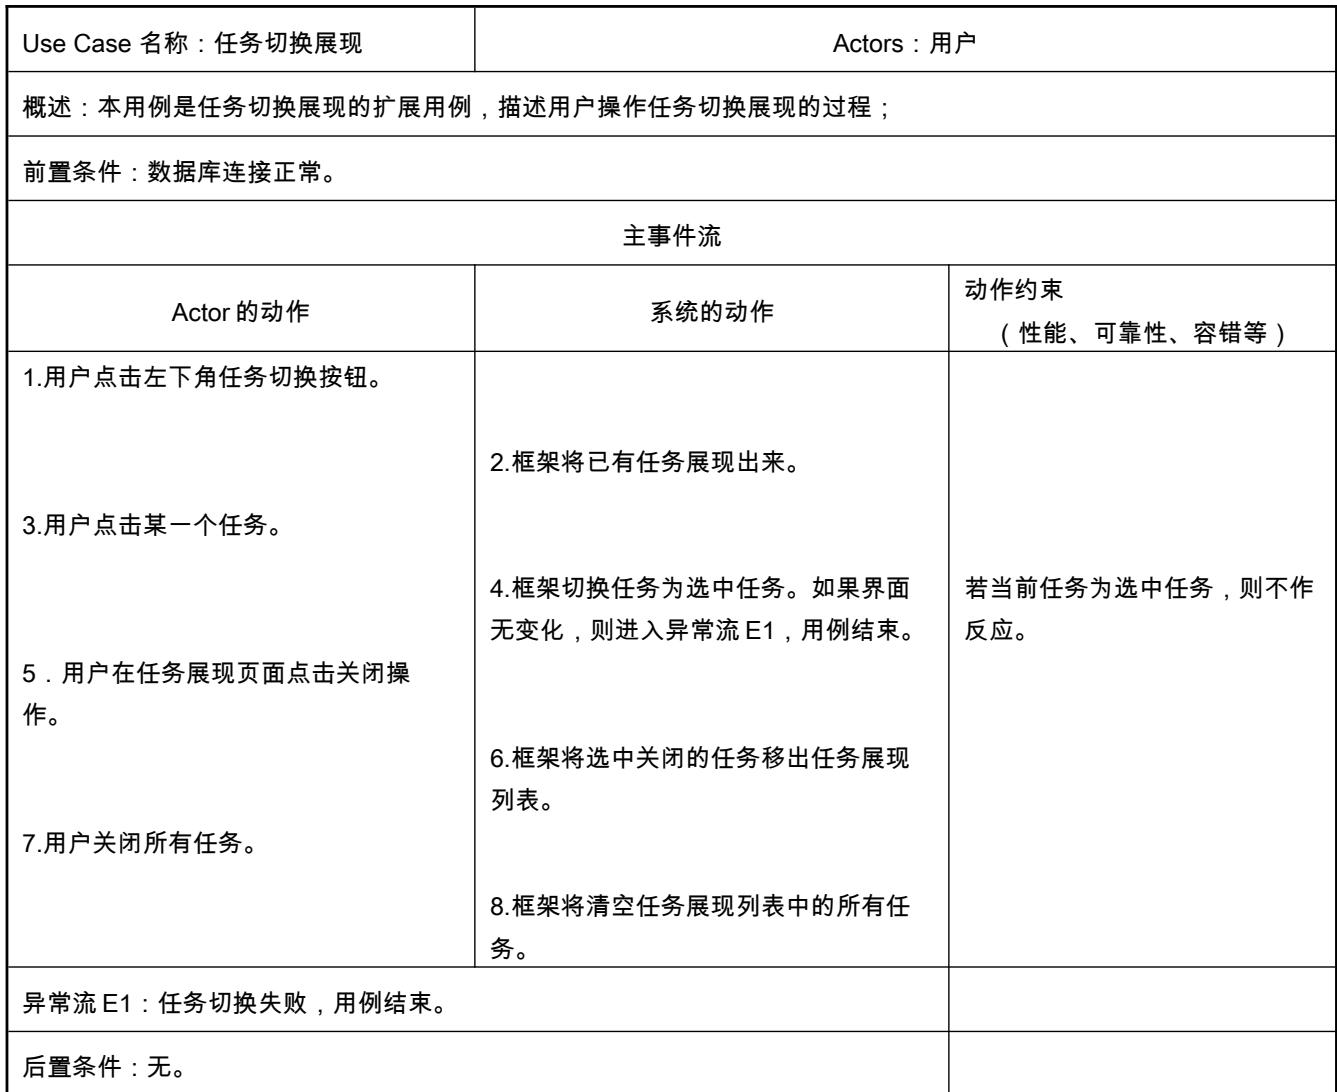 Use Case 名称：任务切换展现
Actors：用户
概述：本用例是任务切换展现的扩展用例，描述用户操作任务切换展现的过程；
前置条件：数据库连接正常。
主事件流
Actor 的动作
系统的动作
动作约束
（性能、可靠性、容错等）
1.用户点击左下角任务切换按钮。
2.框架将已有任务展现出来。
3.用户点击某一个任务。
4.框架切换任务为选中任务。如果界面
无变化，则进入异常流 E1，用例结束。
若当前任务为选中任务，则不作
反应。
5．用户在任务展现页面点击关闭操
作。
6.框架将选中关闭的任务移出任务展现
列表。
7.用户关闭所有任务。
8.框架将清空任务展现列表中的所有任
务。
异常流 E1：任务切换失败，用例结束。
后置条件：无。